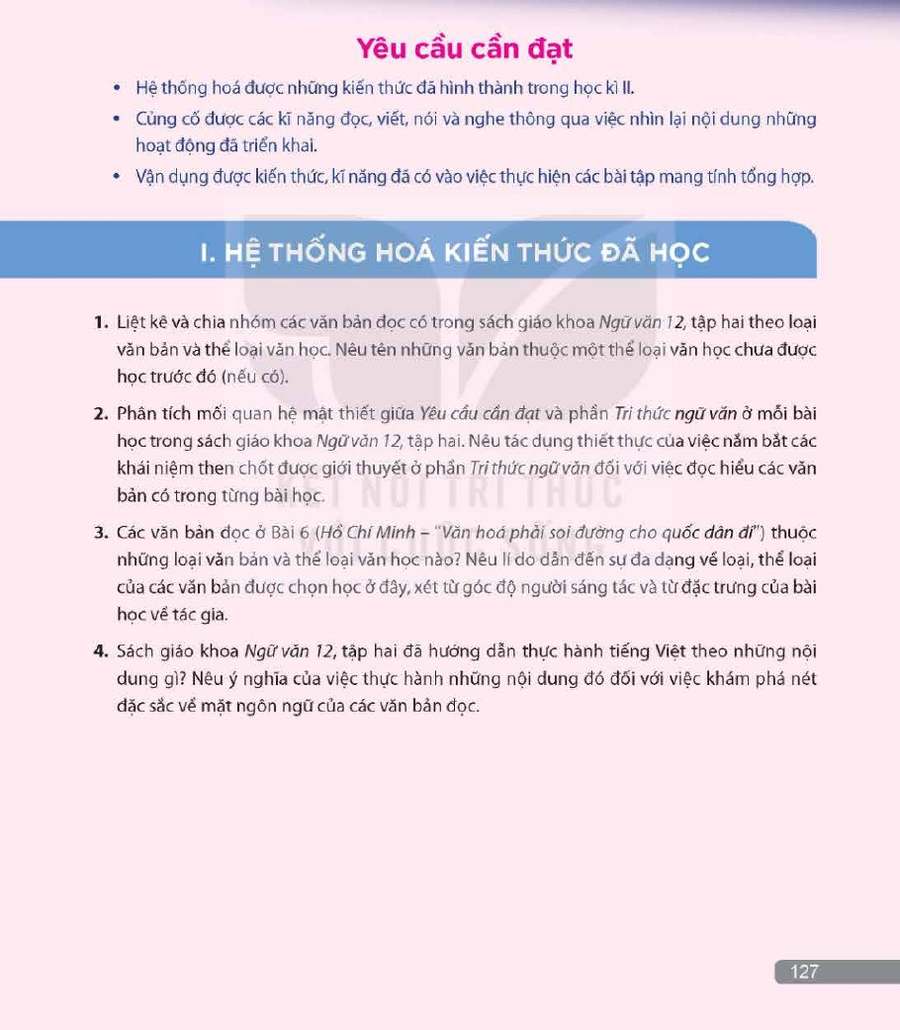 Yêu cầu cần đạt
• Hệ thống hoá được những kiến thức đã hình thành trong học kì II.
• Củng cố được các kĩ năng đọc, viết, nói và nghe thông qua việc nhìn lại nội dung những
hoạt động đã triển khai.
• Vận dụng được kiến thức, kĩ năng đã có vào việc thực hiện các bài tập mang tính tổng hợp.
I. HỆ THỐNG HOÁ KIẾN THỨC ĐÃ HỌC
1. Liệt kê và chia nhóm các văn bản đọc có trong sách giáo khoa Ngữ văn 12, tập hai theo loại
văn bản và thể loại văn học. Nêu tên những văn bản thuộc một thể loại văn học chưa được
học trước đó (nếu có).
2. Phân tích mối quan hệ mật thiết giữa Yêu cầu cần đạt và phần Tri thức ngữ văn ở mỗi bài
học trong sách giáo khoa Ngữ văn 12, tập hai. Nêu tác dụng thiết thực của việc nắm bắt các
khái niệm then chốt được giới thuyết ở phần Tri thức ngữ văn đối với việc đọc hiểu các văn
bản có trong từng bài học.
KẾT NỐI TRI THỨC
3. Các văn bản đọc ở Bài 6 (Hồ Chí Minh – "Văn hoá phải soi đường cho quốc dân đi") thuộc
VỚI CUỘC SỐNG
những loại văn bản và thể loại văn học nào? Nêu lí do dẫn đến sự đa dạng về loại, thể loại
của các văn bản được chọn học ở đây, xét từ góc độ người sáng tác và từ đặc trưng của bài
học về tác gia.
4. Sách giáo khoa Ngữ văn 12, tập hai đã hướng dẫn thực hành tiếng Việt theo những nội
dung gì? Nêu ý nghĩa của việc thực hành những nội dung đó đối với việc khám phá nét
đặc sắc về mặt ngôn ngữ của các văn bản đọc.
127